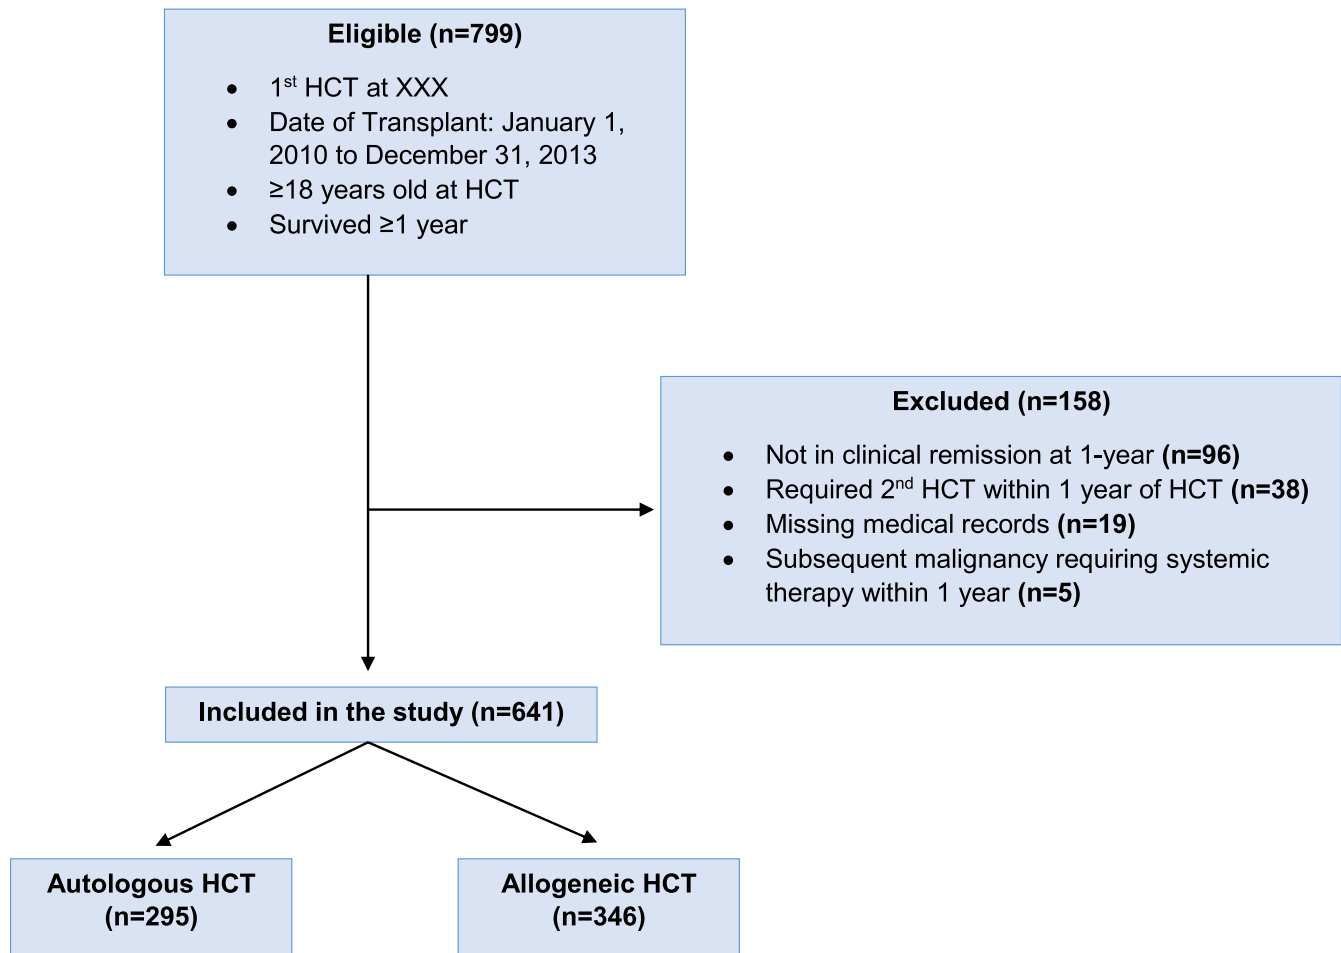 Eligible (n=799)
• 1st HCT at XXX
• Date of Transplant: January 1,
2010 to December 31, 2013
• ≥18 years old at HCT
• Survived ≥1 year
Excluded (n=158)
• Not in clinical remission at 1-year (n=96)
• Required 2nd HCT within 1 year of HCT (n=38)
• Missing medical records (n=19)
• Subsequent malignancy requiring systemic
therapy within 1 year (n=5)
Included in the study (n=641)
Autologous HCT
(n=295)
Allogeneic HCT
(n=346)